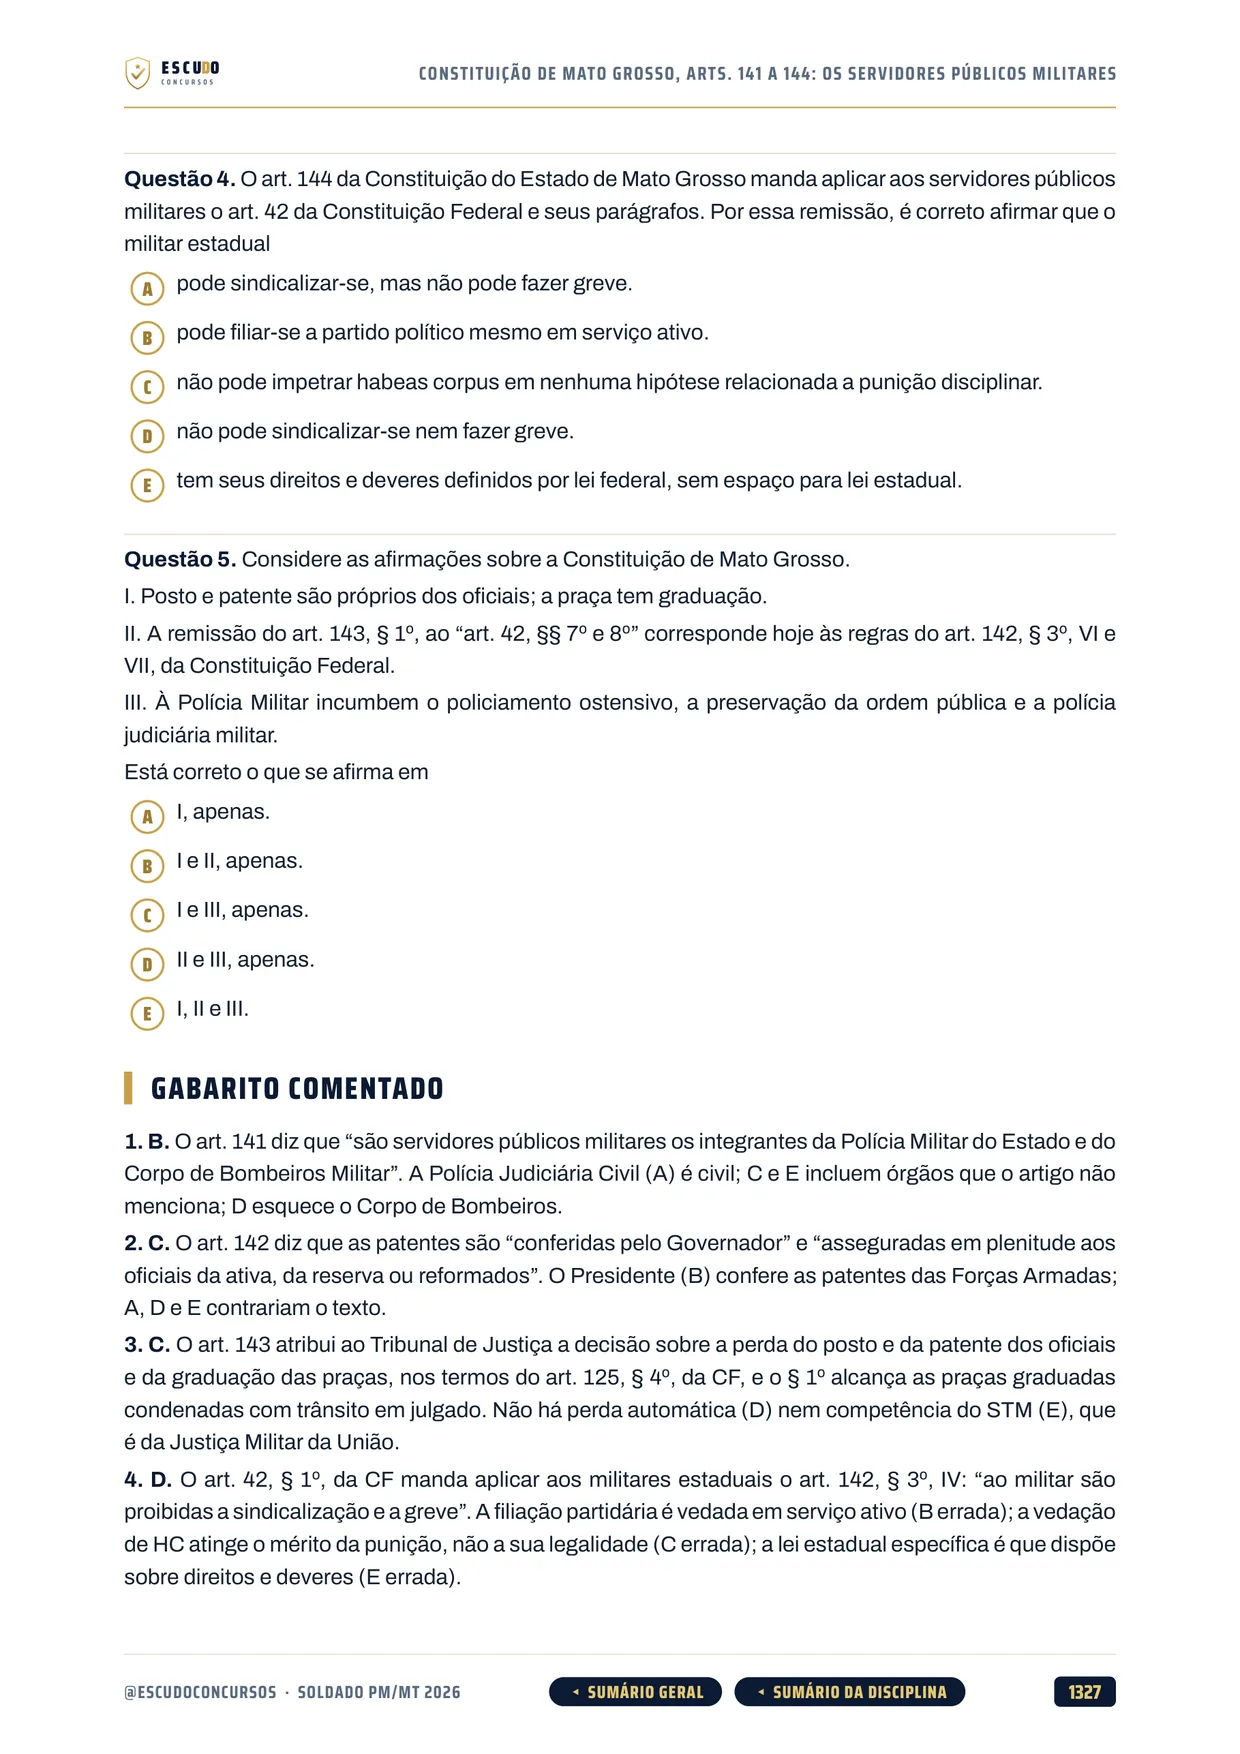 ESCUDO
CONCURSOS
CONSTITUIÇÃO DE MATO GROSSO, ARTS. 141 A 144: OS SERVIDORES PÚBLICOS MILITARES
Questão 4. O art. 144 da Constituição do Estado de Mato Grosso manda aplicar aos servidores públicos
militares o art. 42 da Constituição Federal e seus parágrafos. Por essa remissão, é correto afirmar que o
militar estadual
A pode sindicalizar-se, mas não pode fazer greve.
B pode filiar-se a partido político mesmo em serviço ativo.
C não pode impetrar habeas corpus em nenhuma hipótese relacionada a punição disciplinar.
D não pode sindicalizar-se nem fazer greve.
E tem seus direitos e deveres definidos por lei federal, sem espaço para lei estadual.
Questão 5. Considere as afirmações sobre a Constituição de Mato Grosso.
I. Posto e patente são próprios dos oficiais; a praça tem graduação.
II. A remissão do art. 143, § 1º, ao “art. 42, §§ 7º e 8º” corresponde hoje às regras do art. 142, § 3º, VI e
VII, da Constituição Federal.
III. À Polícia Militar incumbem o policiamento ostensivo, a preservação da ordem pública e a polícia
judiciária militar.
Está correto o que se afirma em
A I, apenas.
B I e II, apenas.
C I e III, apenas.
D II e III, apenas.
E I, II e III.
GABARITO COMENTADO
1. B. O art. 141 diz que “são servidores públicos militares os integrantes da Polícia Militar do Estado e do
Corpo de Bombeiros Militar”. A Polícia Judiciária Civil (A) é civil; C e E incluem órgãos que o artigo não
menciona; D esquece o Corpo de Bombeiros.
2. C. O art. 142 diz que as patentes são “conferidas pelo Governador” e “asseguradas em plenitude aos
oficiais da ativa, da reserva ou reformados”. O Presidente (B) confere as patentes das Forças Armadas;
A, D e E contrariam o texto.
3. C. O art. 143 atribui ao Tribunal de Justiça a decisão sobre a perda do posto e da patente dos oficiais
e da graduação das praças, nos termos do art. 125, § 4º, da CF, e o § 1º alcança as praças graduadas
condenadas com trânsito em julgado. Não há perda automática (D) nem competência do STM (E), que
é da Justiça Militar da União.
4. D. O art. 42, § 1º, da CF manda aplicar aos militares estaduais o art. 142, § 3º, IV: “ao militar são
proibidas a sindicalização e a greve”. A filiação partidária é vedada em serviço ativo (B errada); a vedação
de HC atinge o mérito da punição, não a sua legalidade (C errada); a lei estadual específica é que dispõe
sobre direitos e deveres (E errada).
@ESCUDOCONCURSOS · SOLDADO PM/MT 2026
SUMÁRIO GERAL
SUMÁRIO DA DISCIPLINA
1327